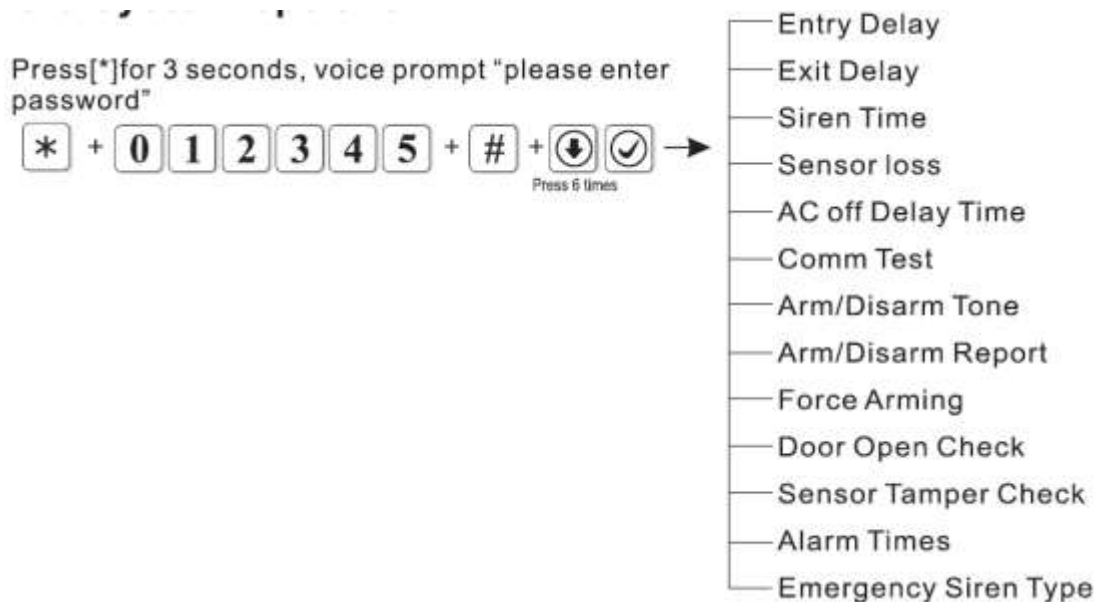 Press[*]for 3 seconds, voice prompt “please enter
password”
* + 0 1 2 3 4 5 + # +
Press 6 times
Entry Delay
Exit Delay
Siren Time
Sensor loss
AC off Delay Time
Comm Test
Arm/Disarm Tone
Arm/Disarm Report
Force Arming
Door Open Check
Sensor Tamper Check
Alarm Times
Emergency Siren Type